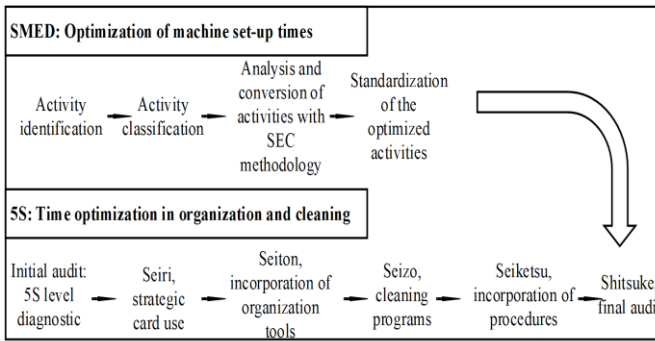 SMED: Optimization of machine set-up times
Activity
identification
Activity
classification
Analysis and
conversion of
activities with
SEC
methodology
Standardization
of the
optimized
activities
5S: Time optimization in organization and cleaning
Initial audit:
5S level
diagnostic
Seiri,
strategic
card use
Seiton,
incorporation of
organization
tools
Seizo,
cleaning
programs
Seiketsu,
incorporation of
procedures
Shitsuke,
final audit